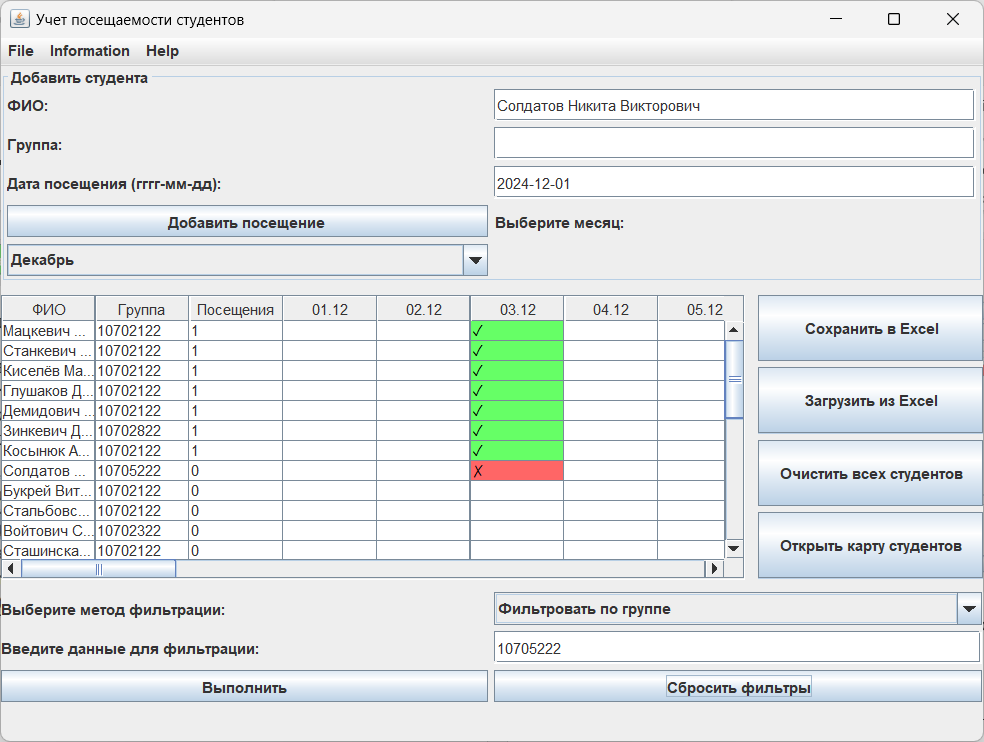 Учет посещаемости студентов
File Information Help
Добавить студента
ФИО: Солдатов Никита Викторович
Группа:
Дата посещения (гггг-мм-дд): 2024-12-01
Добавить посещение Выберите месяц:
Декабрь
ФИО Группа Посещения 01.12 02.12 03.12 04.12 05.12
Мацкевич ... 10702122 1 ✓
Станкевич ... 10702122 1 ✓
Киселёв Ма... 10702122 1 ✓
Глушаков Д... 10702122 1 ✓
Демидович ... 10702122 1 ✓
Зинкевич Д... 10702822 1 ✓
Косынюк А... 10702122 1 ✓
Солдатов ... 10705222 0 ✗
Букрей Вит... 10702122 0
Стальбовс... 10702122 0
Войтович С... 10702322 0
Сташинска... 10702122 0
Сохранить в Excel
Загрузить из Excel
Очистить всех студентов
Открыть карту студентов
Выберите метод фильтрации: Фильтровать по группе
Введите данные для фильтрации: 10705222
Выполнить Сбросить фильтры